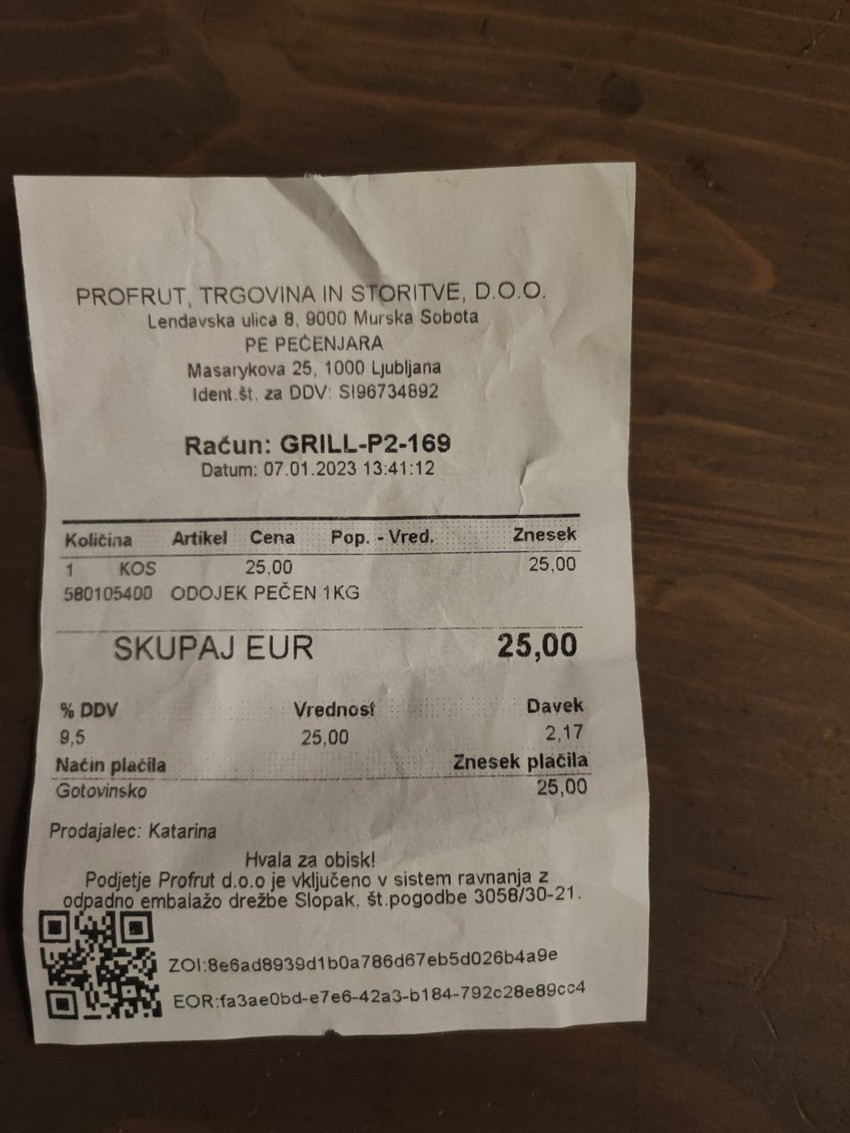 PROFRUT, TRGOVINA IN STORITVE, D.O.O.
Lendavska ulica 8, 9000 Murska Sobota
PE PEČENJARA
Masarykova 25, 1000 Ljubljana
Ident.št. za DDV: SI96734892
Račun: GRILL-P2-169
Datum: 07.01.2023 13:41:12
Količina Artikel Cena Pop. - Vred. Znesek
1 KOS 25,00 25,00
580105400 ODOJEK PEČEN 1KG
SKUPAJ EUR 25,00
% DDV Vrednost Davek
9,5 25,00 2,17
Način plačila Znesek plačila
Gotovinsko 25,00
Prodajalec: Katarina
Hvala za obisk!
Podjetje Profrut d.o.o je vključeno v sistem ravnanja z
odpadno embalažo drežbe Slopak, št.pogodbe 3058/30-21.
ZOI:8e6ad8939d1b0a786d67eb5d026b4a9e
EOR:fa3ae0bd-e7e6-42a3-b184-792c28e89cc4